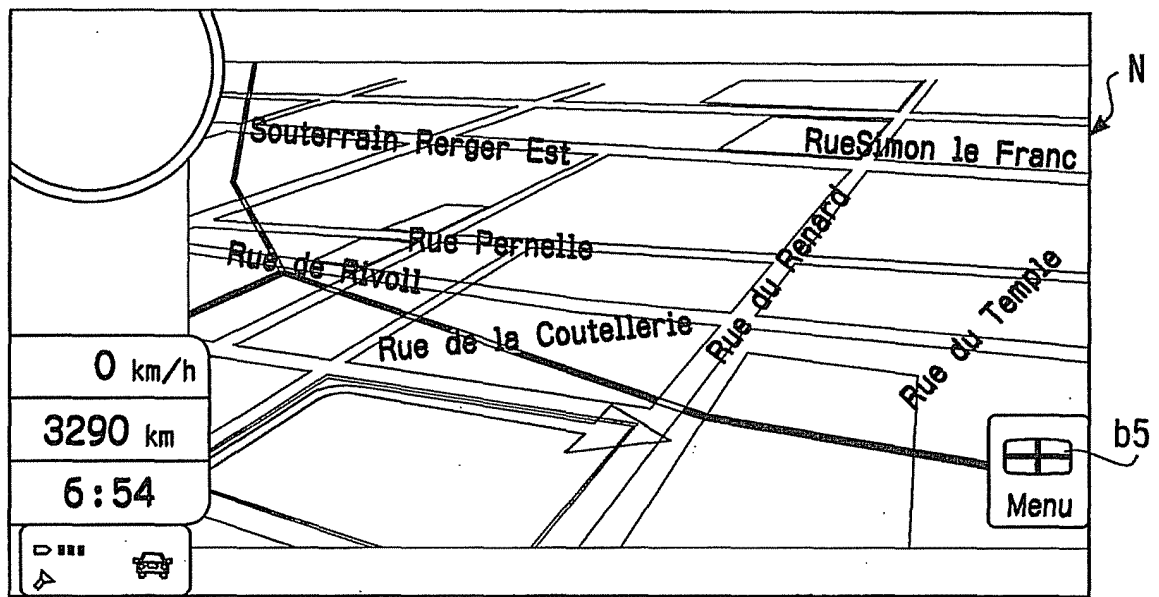 N
Souterrain Rerger Est
RueSimon le Franc
Rue Pernelle
Rue du Renard
Rue de Rivoll
Rue du Temple
Rue de la Coutellerie
0 km/h
3290 km
6:54
b5
Menu